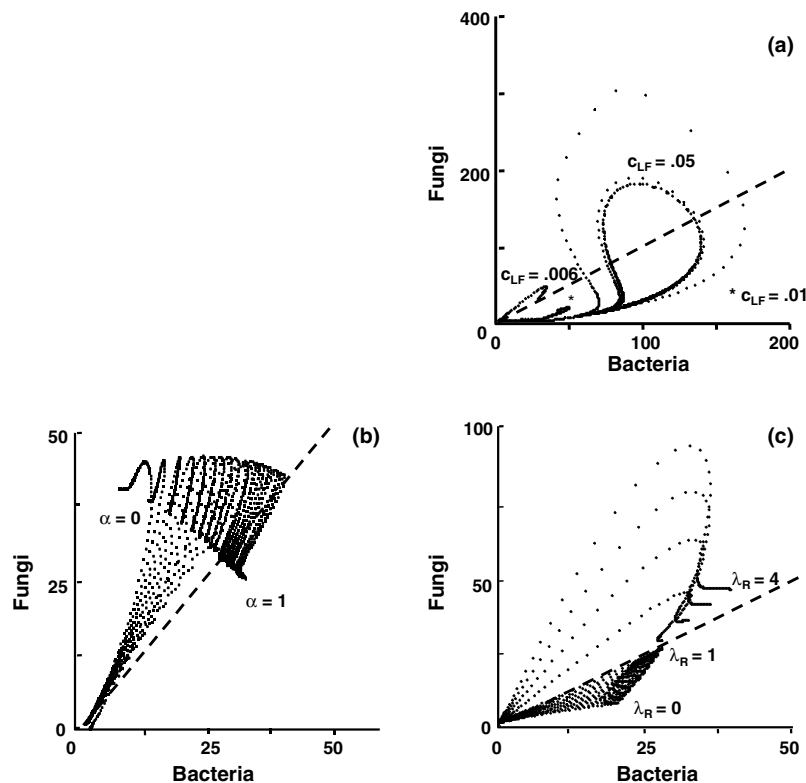 400
(a)
300
c_LF = .05
Fungi
200
100
c_LF = .006
*
* c_LF = .01
0
0
100
200
Bacteria
50
(b)
α = 0
Fungi
25
α = 1
0
0
25
50
Bacteria
100
(c)
Fungi
50
λ_R = 4
λ_R = 1
λ_R = 0
0
0
25
50
Bacteria